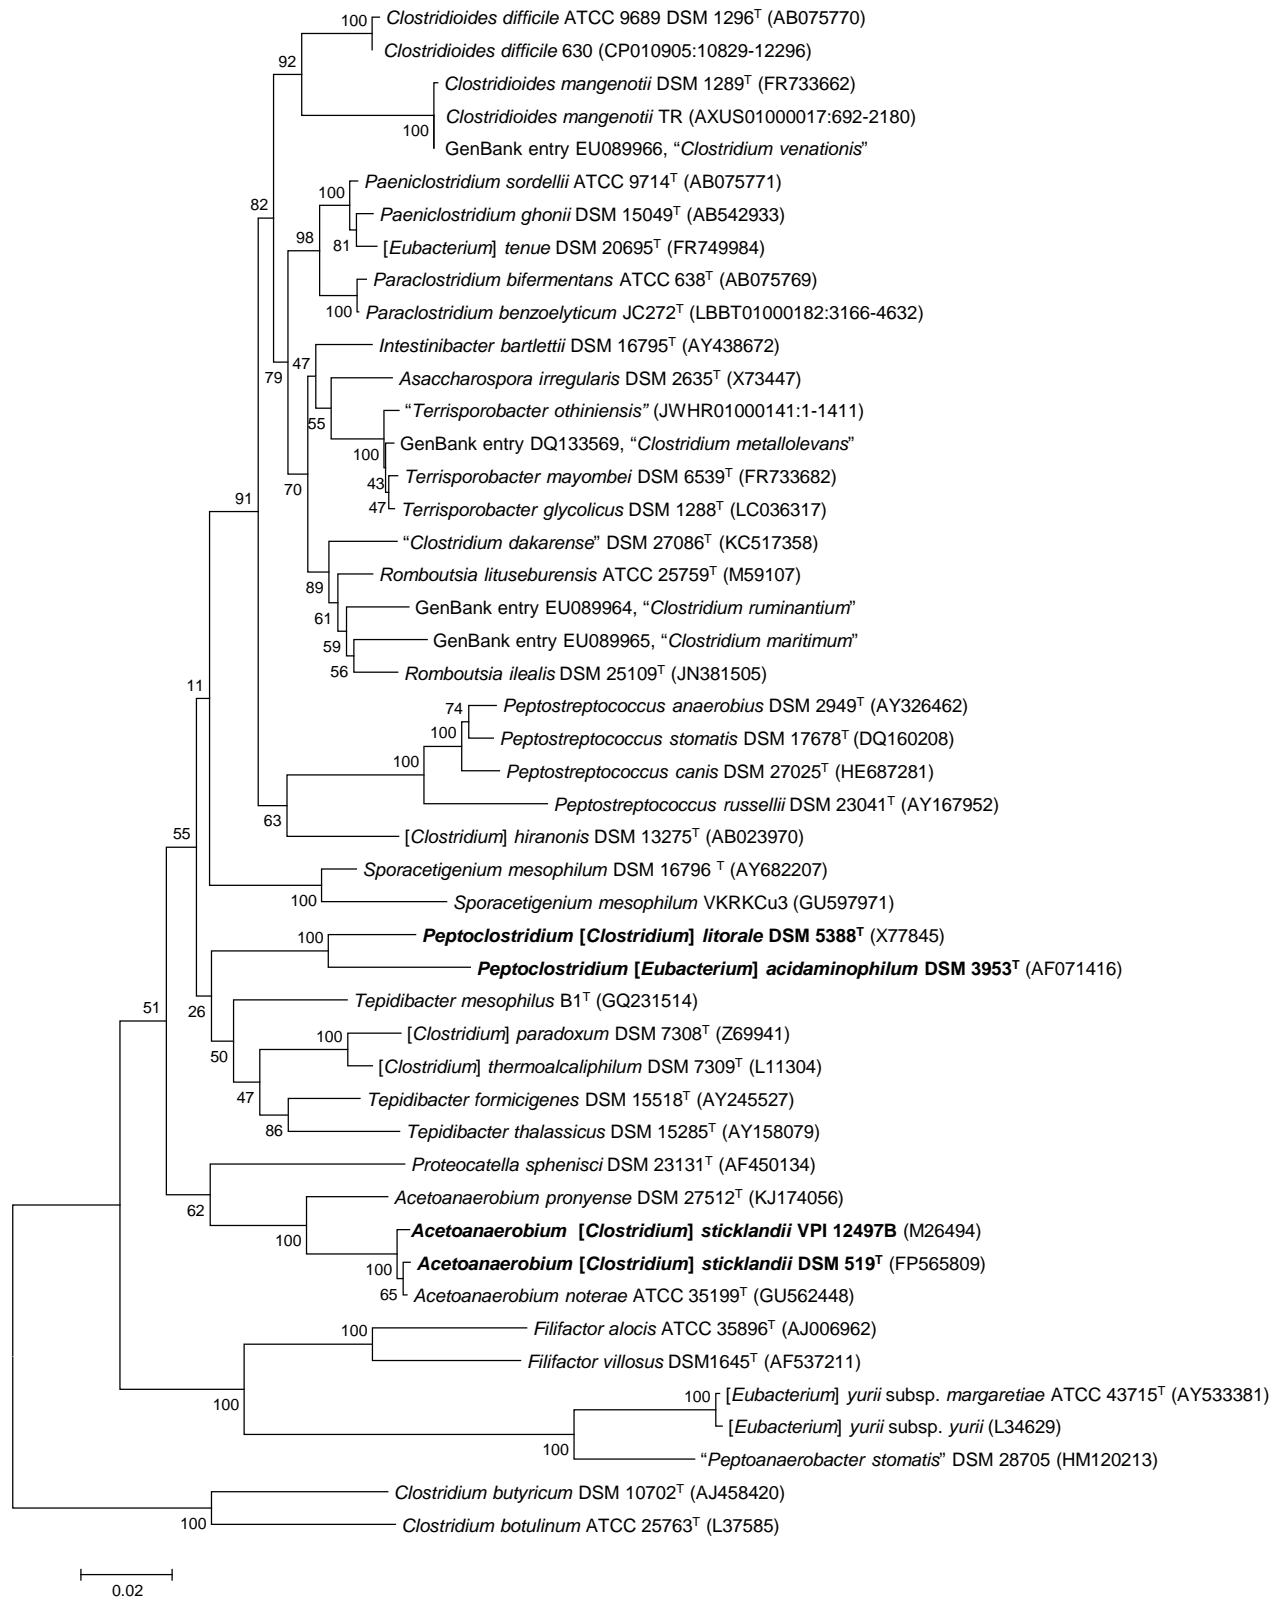 100 Clostridioides difficile ATCC 9689 DSM 1296ᵀ (AB075770)
Clostridioides difficile 630 (CP010905:10829-12296)
92
Clostridioides mangenotii DSM 1289ᵀ (FR733662)
Clostridioides mangenotii TR (AXUS01000017:692-2180)
100
GenBank entry EU089966, “Clostridium venationis”
Paeniclostridium sordellii ATCC 9714ᵀ (AB075771)
100
82
Paeniclostridium ghonii DSM 15049ᵀ (AB542933)
98
81
[Eubacterium] tenue DSM 20695ᵀ (FR749984)
Paraclostridium bifermentans ATCC 638ᵀ (AB075769)
100 Paraclostridium benzoelyticum JC272ᵀ (LBBT01000182:3166-4632)
Intestinibacter bartlettii DSM 16795ᵀ (AY438672)
47
79
Asaccharospora irregularis DSM 2635ᵀ (X73447)
“Terrisporobacter othiniensis” (JWHR01000141:1-1411)
55
GenBank entry DQ133569, “Clostridium metallolevans”
100
Terrisporobacter mayombei DSM 6539ᵀ (FR733682)
43
70
91
47 Terrisporobacter glycolicus DSM 1288ᵀ (LC036317)
“Clostridium dakarense” DSM 27086ᵀ (KC517358)
Romboutsia lituseburensis ATCC 25759ᵀ (M59107)
89
GenBank entry EU089964, “Clostridium ruminantium”
61
GenBank entry EU089965, “Clostridium maritimum”
59
56 Romboutsia ilealis DSM 25109ᵀ (JN381505)
11
Peptostreptococcus anaerobius DSM 2949ᵀ (AY326462)
74
100
Peptostreptococcus stomatis DSM 17678ᵀ (DQ160208)
100
Peptostreptococcus canis DSM 27025ᵀ (HE687281)
Peptostreptococcus russellii DSM 23041ᵀ (AY167952)
63
[Clostridium] hiranonis DSM 13275ᵀ (AB023970)
55
Sporacetigenium mesophilum DSM 16796 ᵀ (AY682207)
100
Sporacetigenium mesophilum VKRKCu3 (GU597971)
100
Peptoclostridium [Clostridium] litorale DSM 5388ᵀ (X77845)
Peptoclostridium [Eubacterium] acidaminophilum DSM 3953ᵀ (AF071416)
Tepidibacter mesophilus B1ᵀ (GQ231514)
51
26
[Clostridium] paradoxum DSM 7308ᵀ (Z69941)
100
50
[Clostridium] thermoalcaliphilum DSM 7309ᵀ (L11304)
47
Tepidibacter formicigenes DSM 15518ᵀ (AY245527)
86
Tepidibacter thalassicus DSM 15285ᵀ (AY158079)
Proteocatella sphenisci DSM 23131ᵀ (AF450134)
62
Acetoanaerobium pronyense DSM 27512ᵀ (KJ174056)
100
Acetoanaerobium [Clostridium] sticklandii VPI 12497B (M26494)
100
Acetoanaerobium [Clostridium] sticklandii DSM 519ᵀ (FP565809)
65 Acetoanaerobium noterae ATCC 35199ᵀ (GU562448)
100
Filifactor alocis ATCC 35896ᵀ (AJ006962)
Filifactor villosus DSM1645ᵀ (AF537211)
100
100 [Eubacterium] yurii subsp. margaretiae ATCC 43715ᵀ (AY533381)
[Eubacterium] yurii subsp. yurii (L34629)
100
“Peptoanaerobacter stomatis” DSM 28705 (HM120213)
Clostridium butyricum DSM 10702ᵀ (AJ458420)
100
Clostridium botulinum ATCC 25763ᵀ (L37585)
0.02